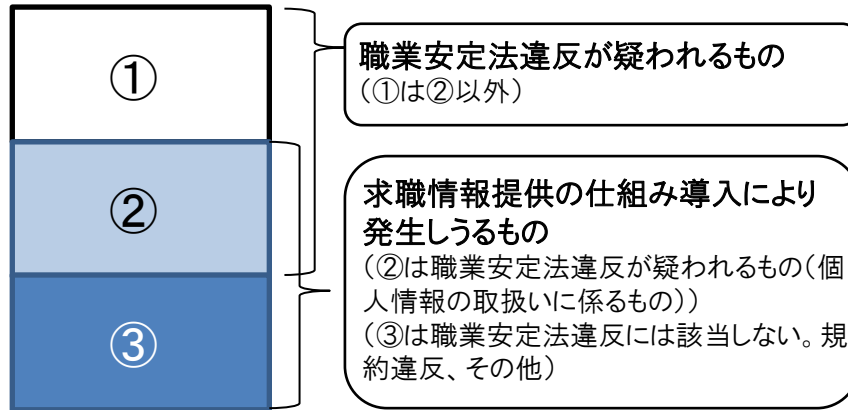 ①
職業安定法違反が疑われるもの
（①は②以外）
②
求職情報提供の仕組み導入により
発生しうるもの
（②は職業安定法違反が疑われるもの（個
人情報の取扱いに係るもの））
（③は職業安定法違反には該当しない。規
約違反、その他）
③